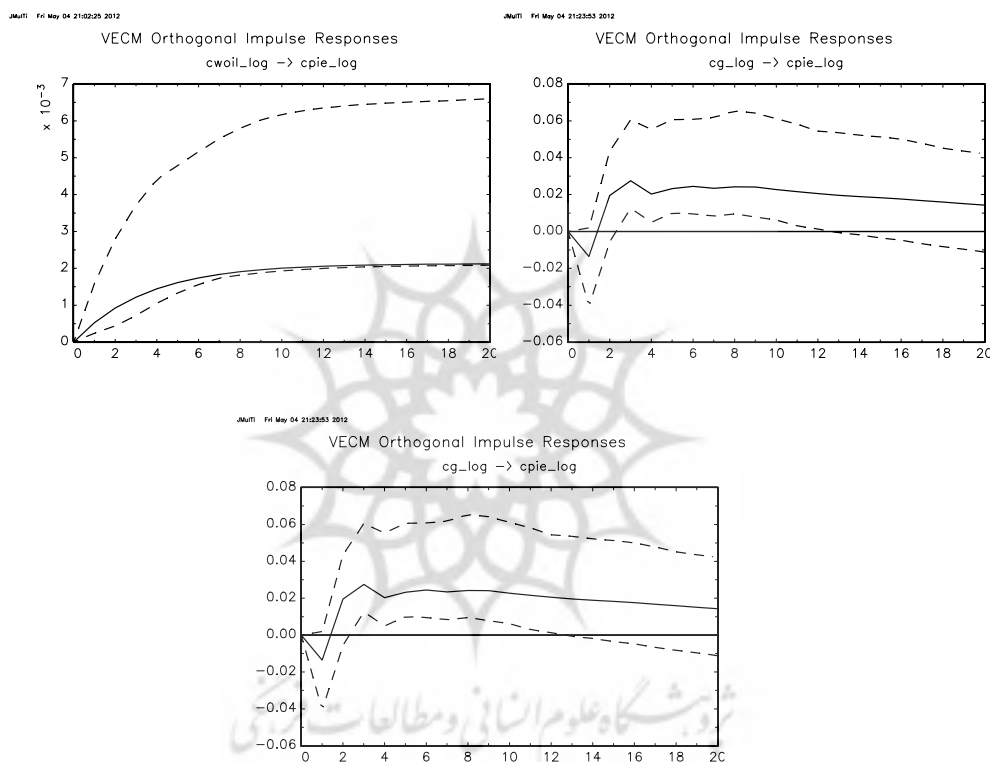 JMulTi Fri May 04 21:02:25 2012
VECM Orthogonal Impulse Responses
cwoil_log -> cpie_log
x 10⁻³
7
6
5
4
3
2
1
0
0 2 4 6 8 10 12 14 16 18 20
JMulTi Fri May 04 21:23:53 2012
VECM Orthogonal Impulse Responses
cg_log -> cpie_log
0.08
0.06
0.04
0.02
0.00
-0.02
-0.04
-0.06
0 2 4 6 8 10 12 14 16 18 20
JMulTi Fri May 04 21:23:53 2012
VECM Orthogonal Impulse Responses
cg_log -> cpie_log
0.08
0.06
0.04
0.02
0.00
-0.02
-0.04
-0.06
0 2 4 6 8 10 12 14 16 18 20
پژوهشگاه علوم انسانی و مطالعات فرهنگی